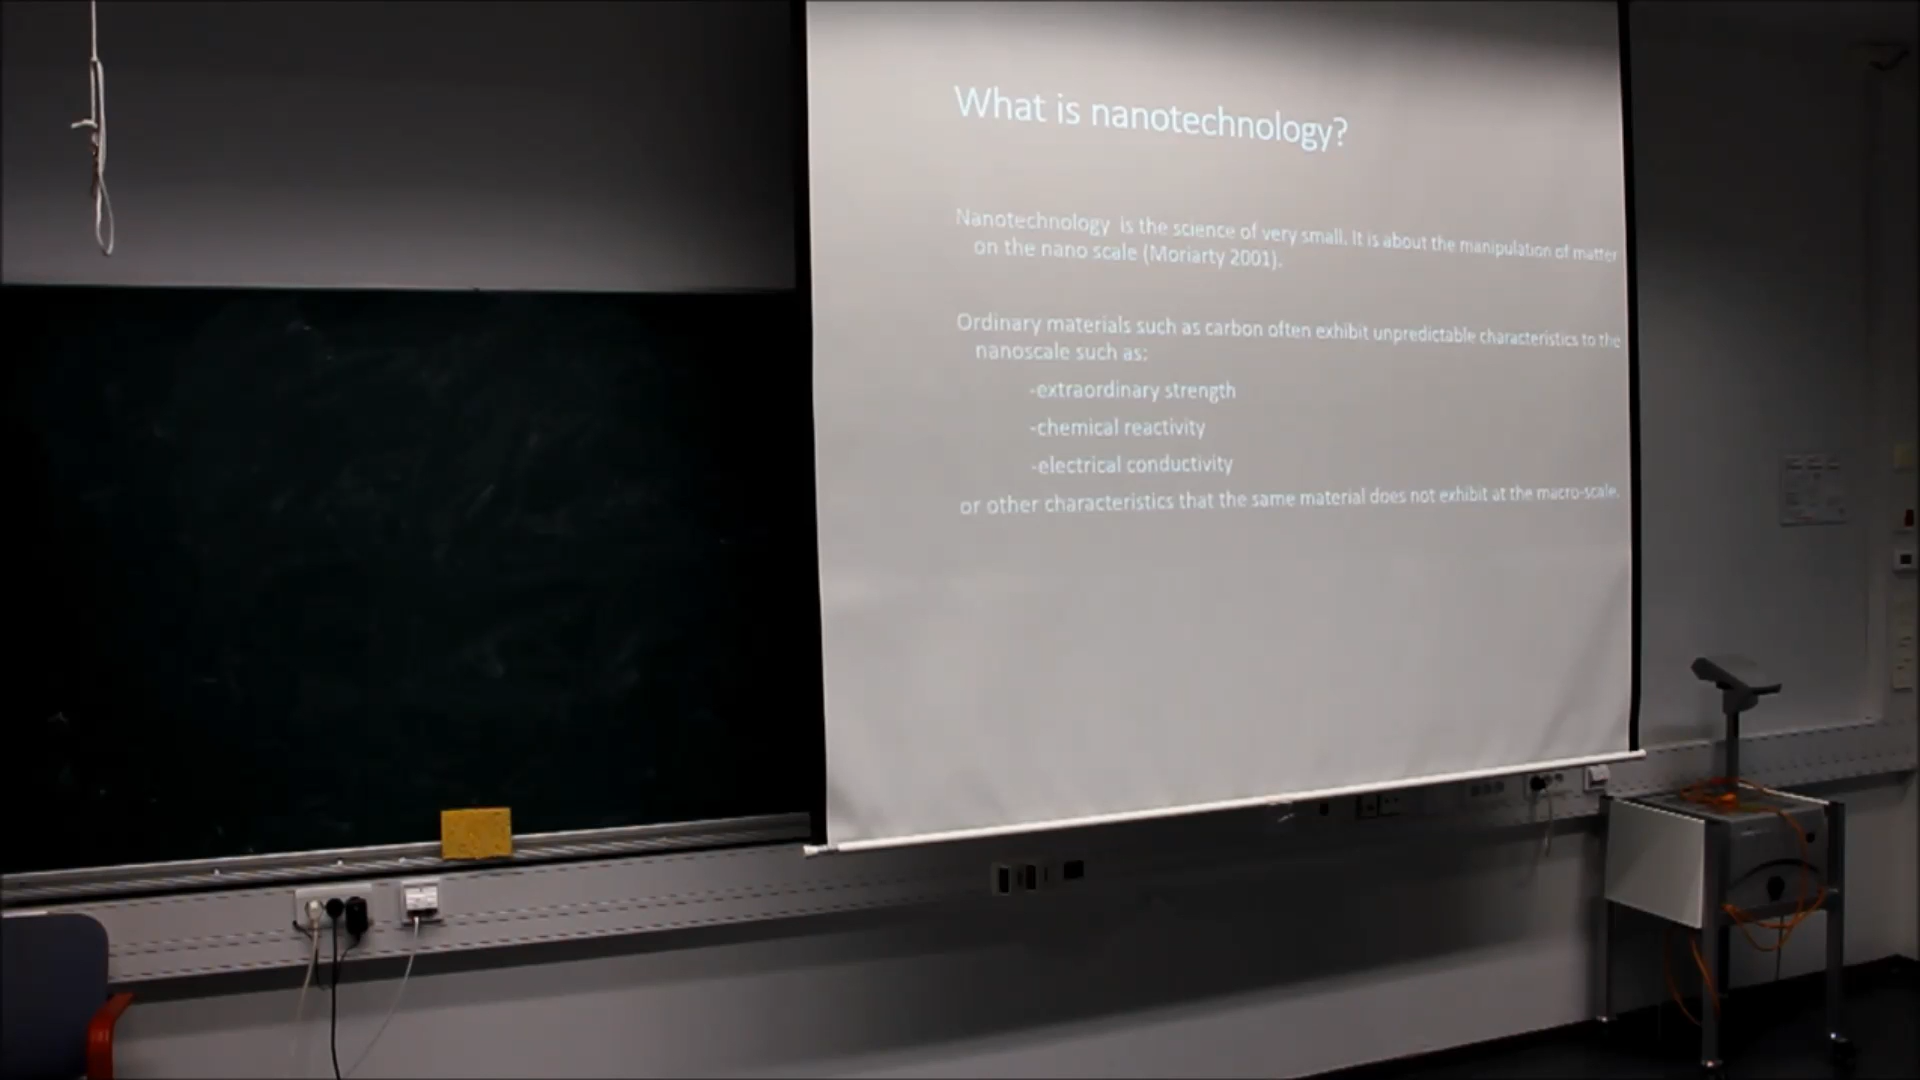 What is nanotechnology?
Nanotechnology is the science of very small. It is about the manipulation of matter
on the nano scale (Moriarty 2001).
Ordinary materials such as carbon often exhibit unpredictable characteristics to the
nanoscale such as:
-extraordinary strength
-chemical reactivity
-electrical conductivity
or other characteristics that the same material does not exhibit at the macro-scale.